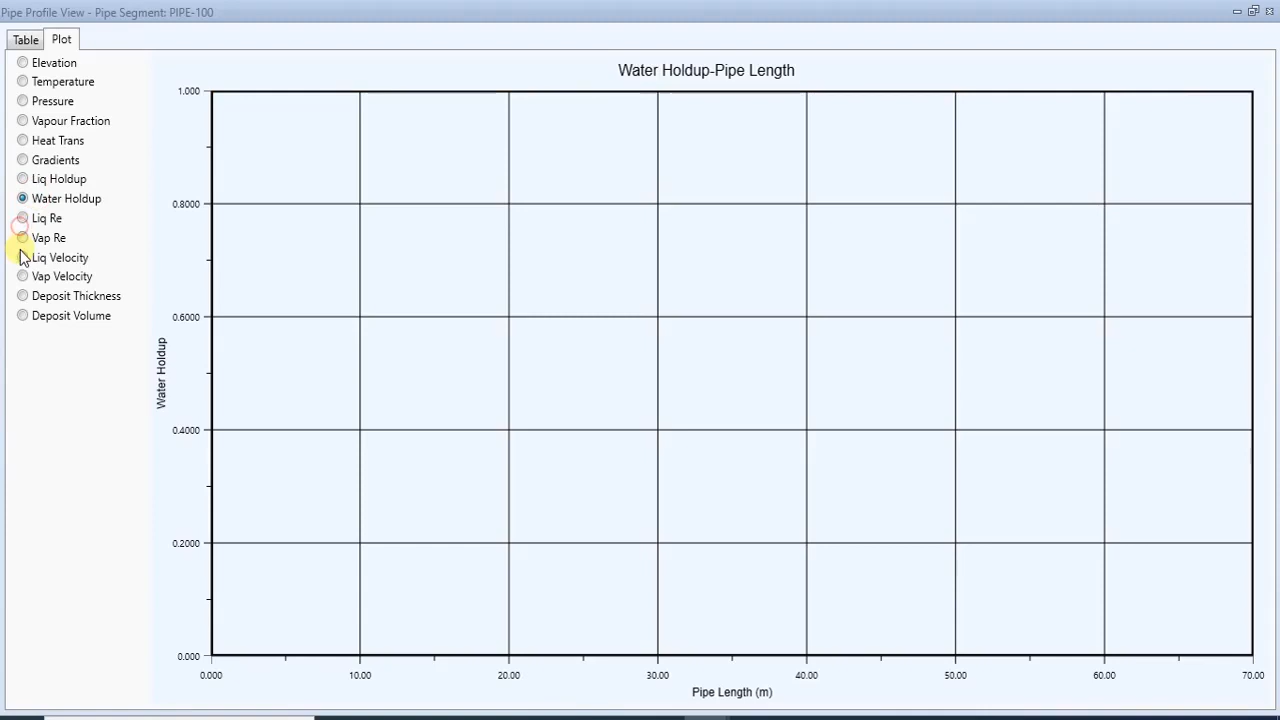 Pipe Profile View - Pipe Segment: PIPE-100
Table
Plot
Elevation
Temperature
Pressure
Vapour Fraction
Heat Trans
Gradients
Liq Holdup
Water Holdup
Liq Re
Vap Re
Liq Velocity
Vap Velocity
Deposit Thickness
Deposit Volume
Water Holdup-Pipe Length
1.000
0.8000
0.6000
0.4000
0.2000
0.000
Water Holdup
0.000 10.00 20.00 30.00 40.00 50.00 60.00 70.00
Pipe Length (m)